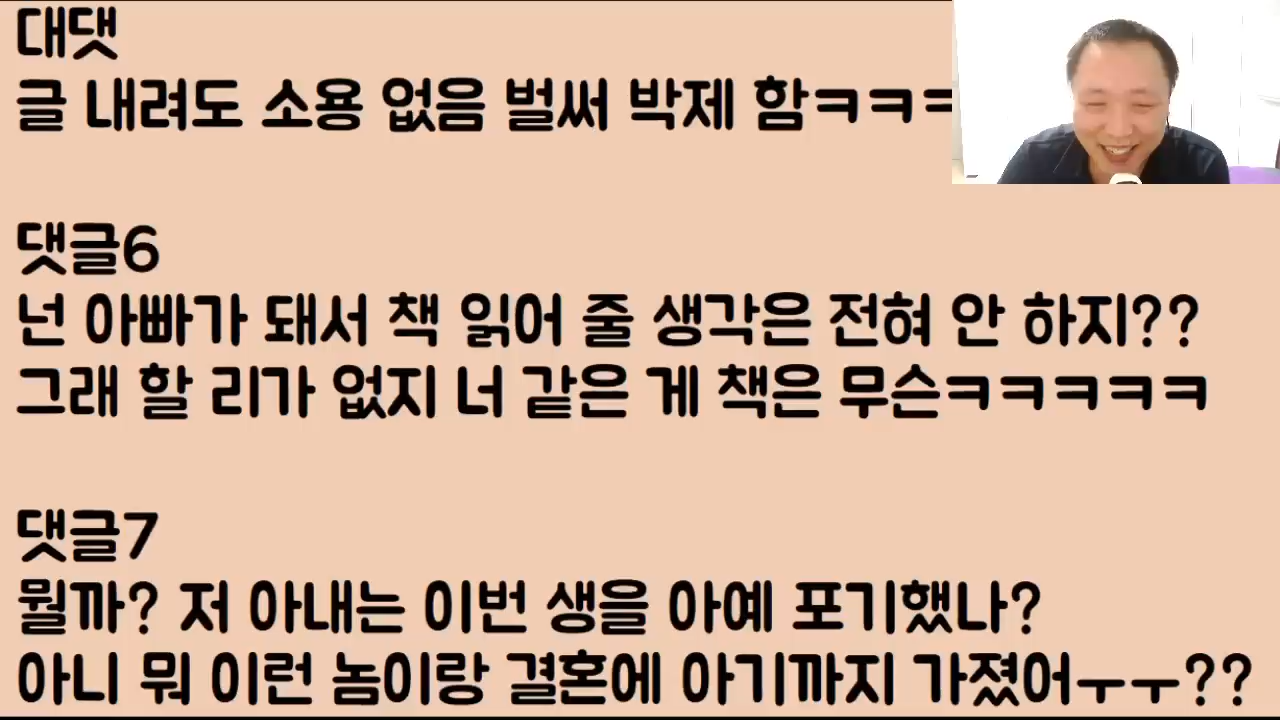 대댓
글 내려도 소용 없음 벌써 박제 함ㅋㅋㅋ
댓글6
넌 아빠가 돼서 책 읽어 줄 생각은 전혀 안 하지??
그래 할 리가 없지 너 같은 게 책은 무슨ㅋㅋㅋㅋㅋ
댓글7
뭘까? 저 아내는 이번 생을 아예 포기했나?
아니 뭐 이런 놈이랑 결혼에 아기까지 가졌어ㅜㅜ??